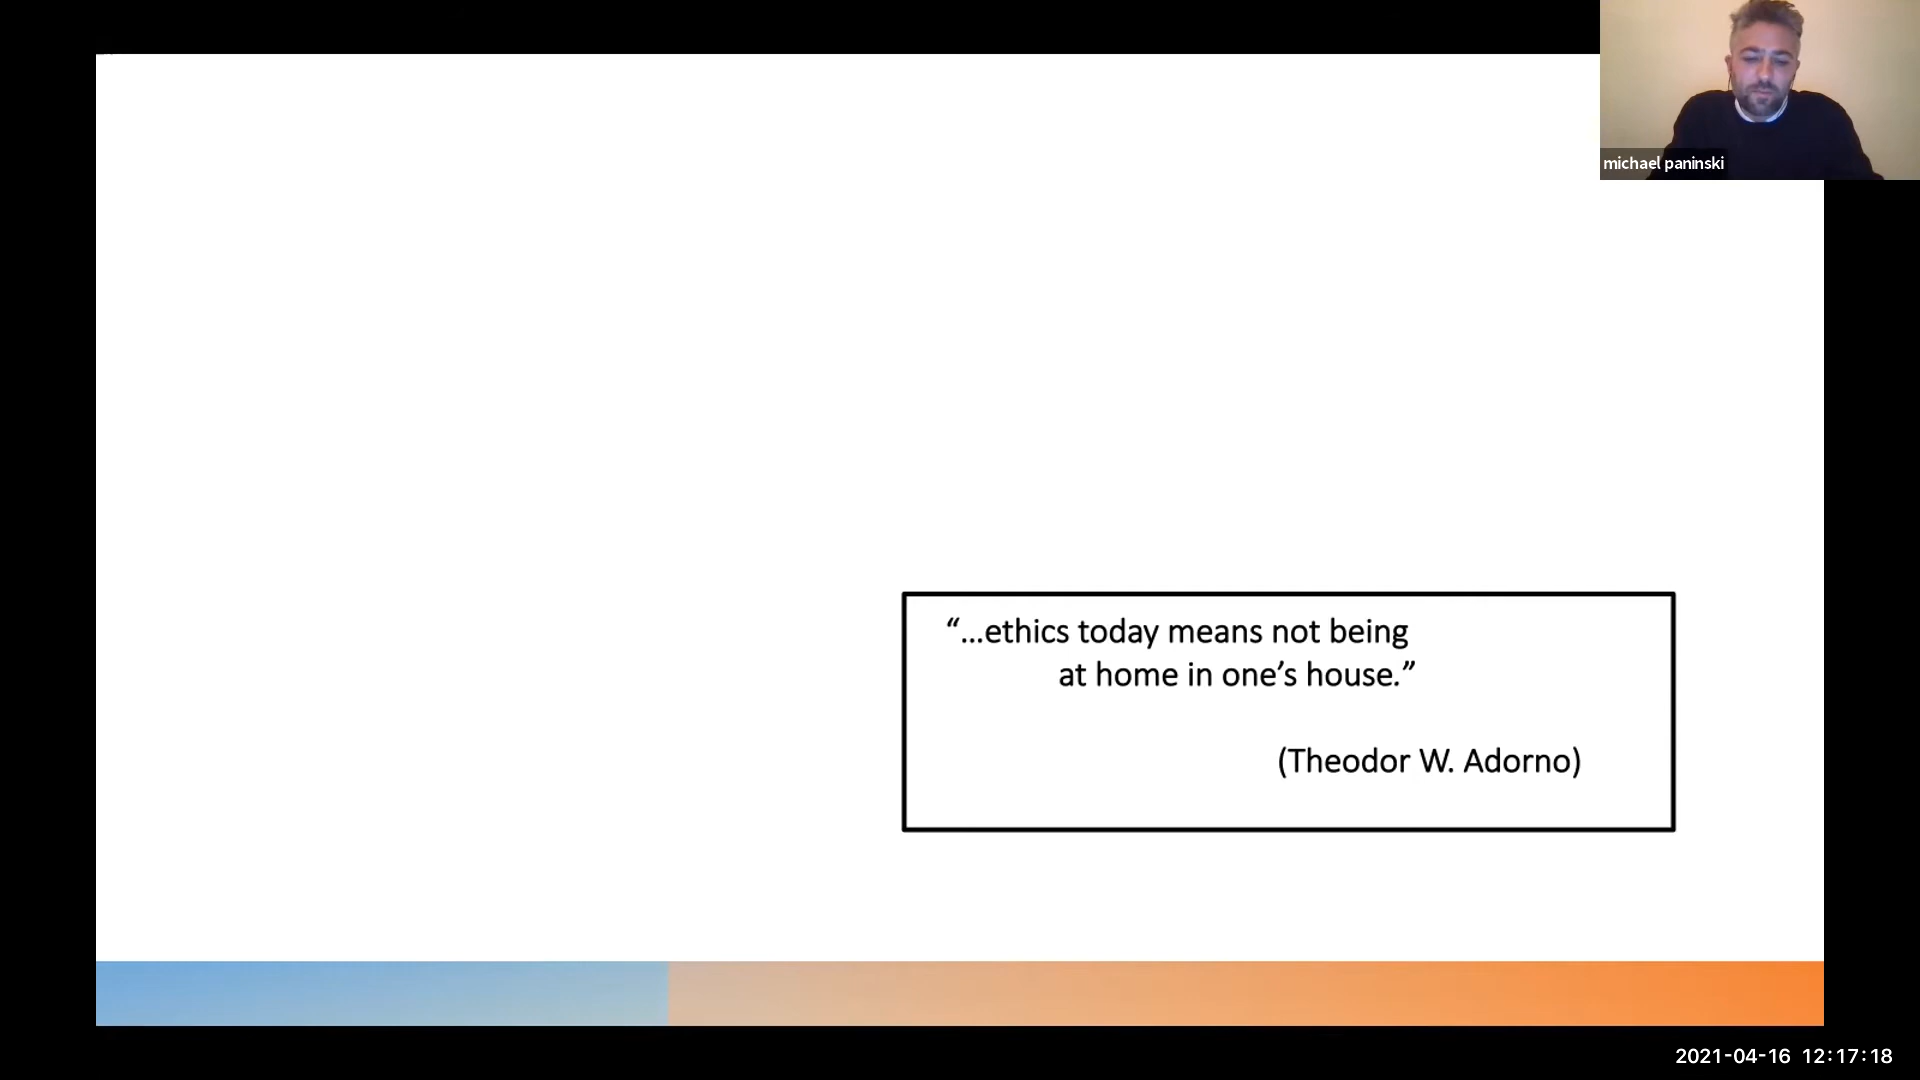 michael paninski
“...ethics today means not being
at home in one’s house.”
(Theodor W. Adorno)
2021-04-16 12:17:18